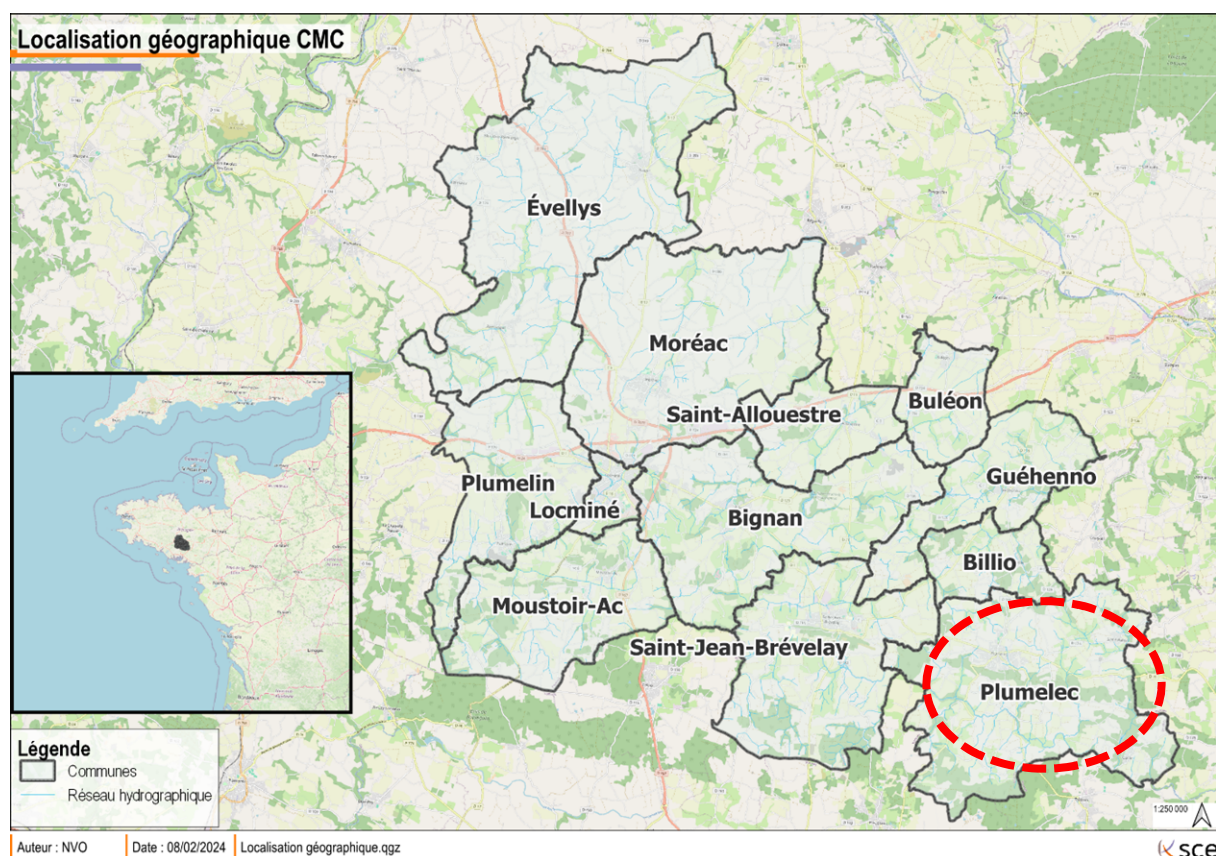 Localisation géographique CMC
Évellys
Moréac
Saint-Allouestre
Buléon
Guéhenno
Plumelin
Locminé
Bignan
Billio
Moustoir-Ac
Saint-Jean-Brévelay
Plumelec
Légende
Communes
Réseau hydrographique
1:250 000
Auteur : NVO
Date : 08/02/2024
Localisation géographique.qgz
sce